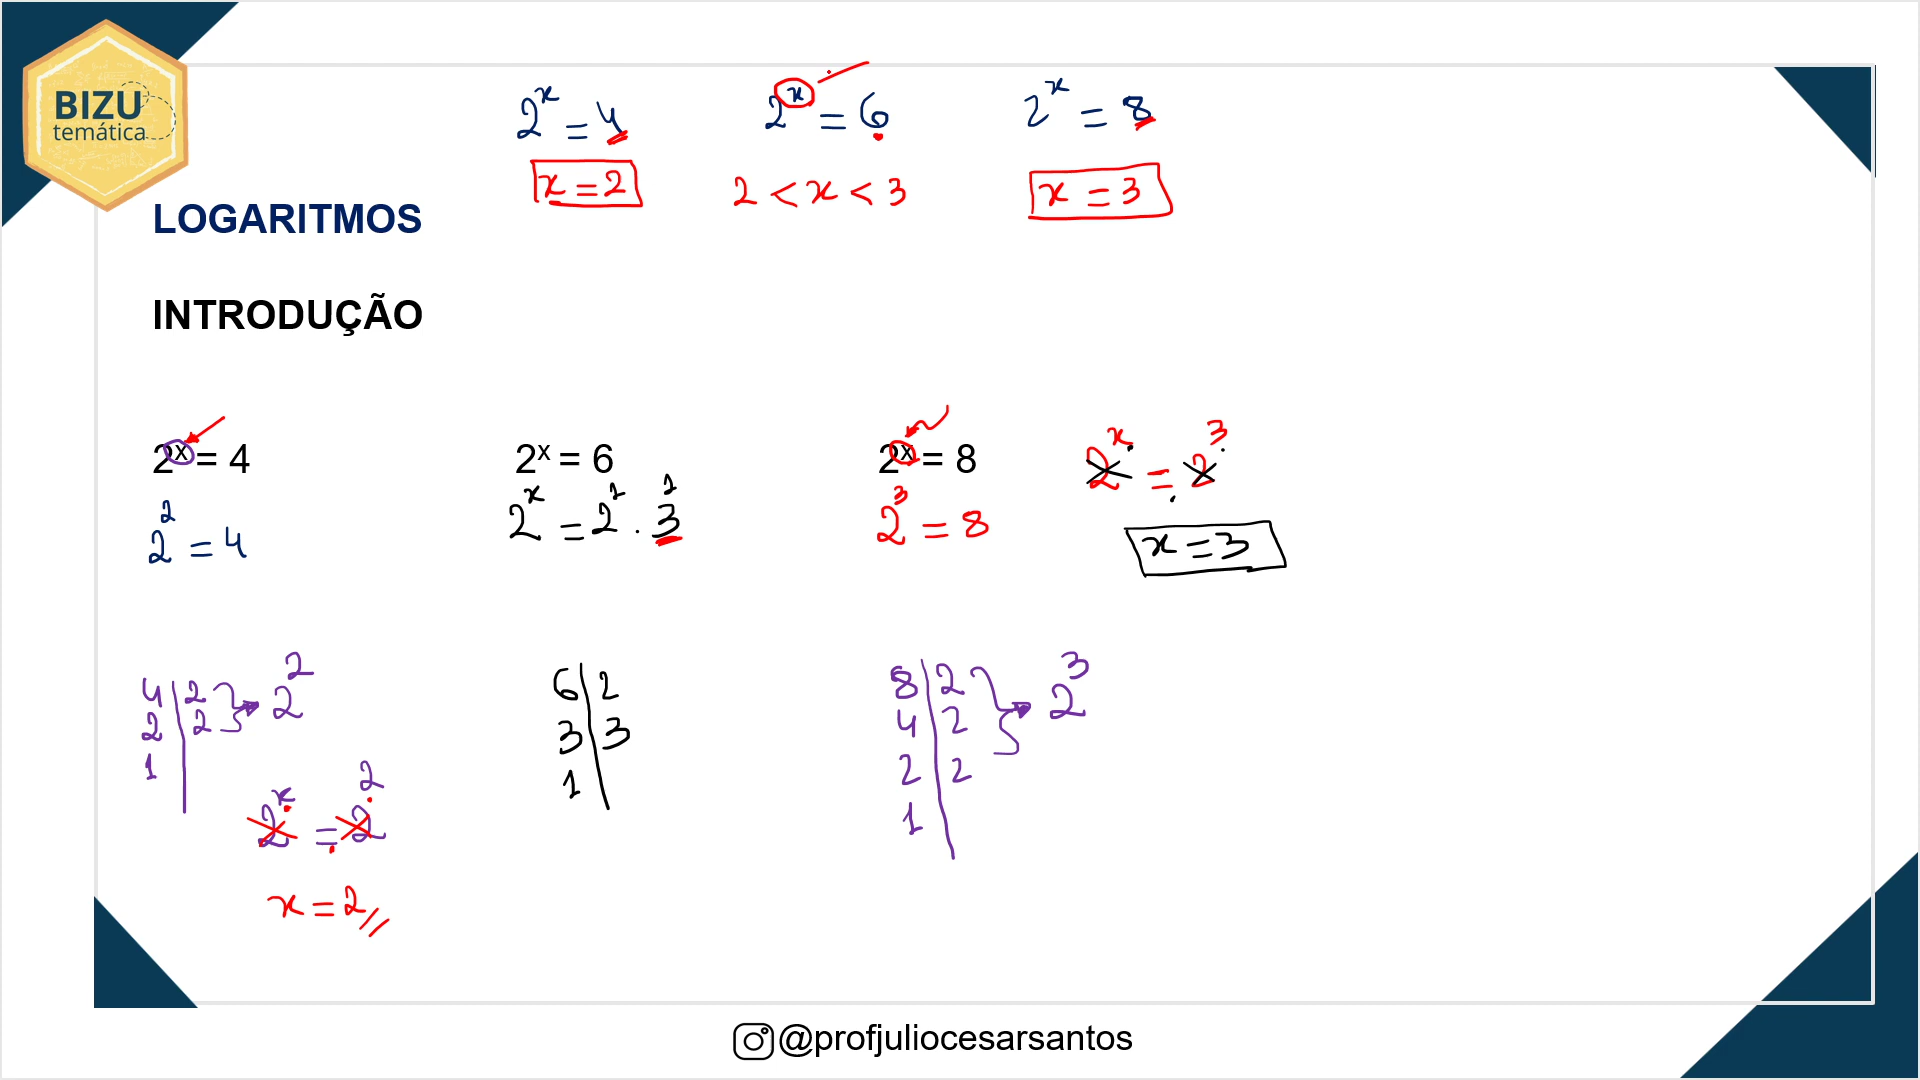 BIZU
temática
2^x = 4
2^x = 6
2^x = 8
x = 2
2 < x < 3
x = 3
LOGARITMOS
INTRODUÇÃO
2^x = 4
2^x = 6
2^x = 8
2^x = 2^3
2^2 = 4
2^x = 2^1 . 3^1
2^3 = 8
x = 3
4 | 2
2 | 2
1
2^2
6 | 2
3 | 3
1
8 | 2
4 | 2
2 | 2
1
2^3
2^x = 2^2
x = 2
@profjuliocesarsantos